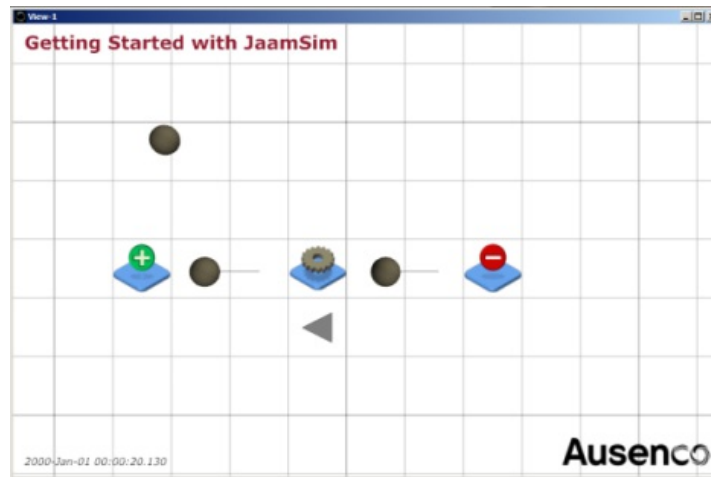 View-1
Getting Started with JaamSim
2000-Jan-01 00:00:20.130
Ausenco